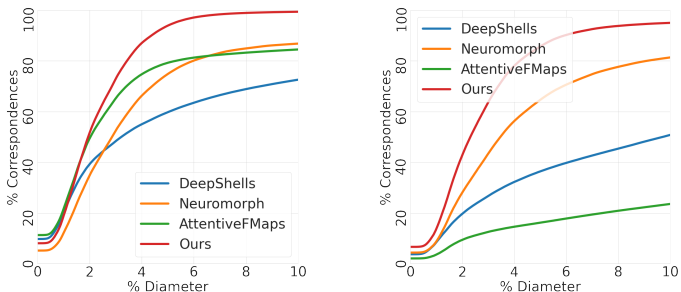 100
80
60
40
20
0
% Correspondences
DeepShells
Neuromorph
AttentiveFMaps
Ours
0 2 4 6 8 10
% Diameter
100
80
60
40
20
0
% Correspondences
DeepShells
Neuromorph
AttentiveFMaps
Ours
0 2 4 6 8 10
% Diameter